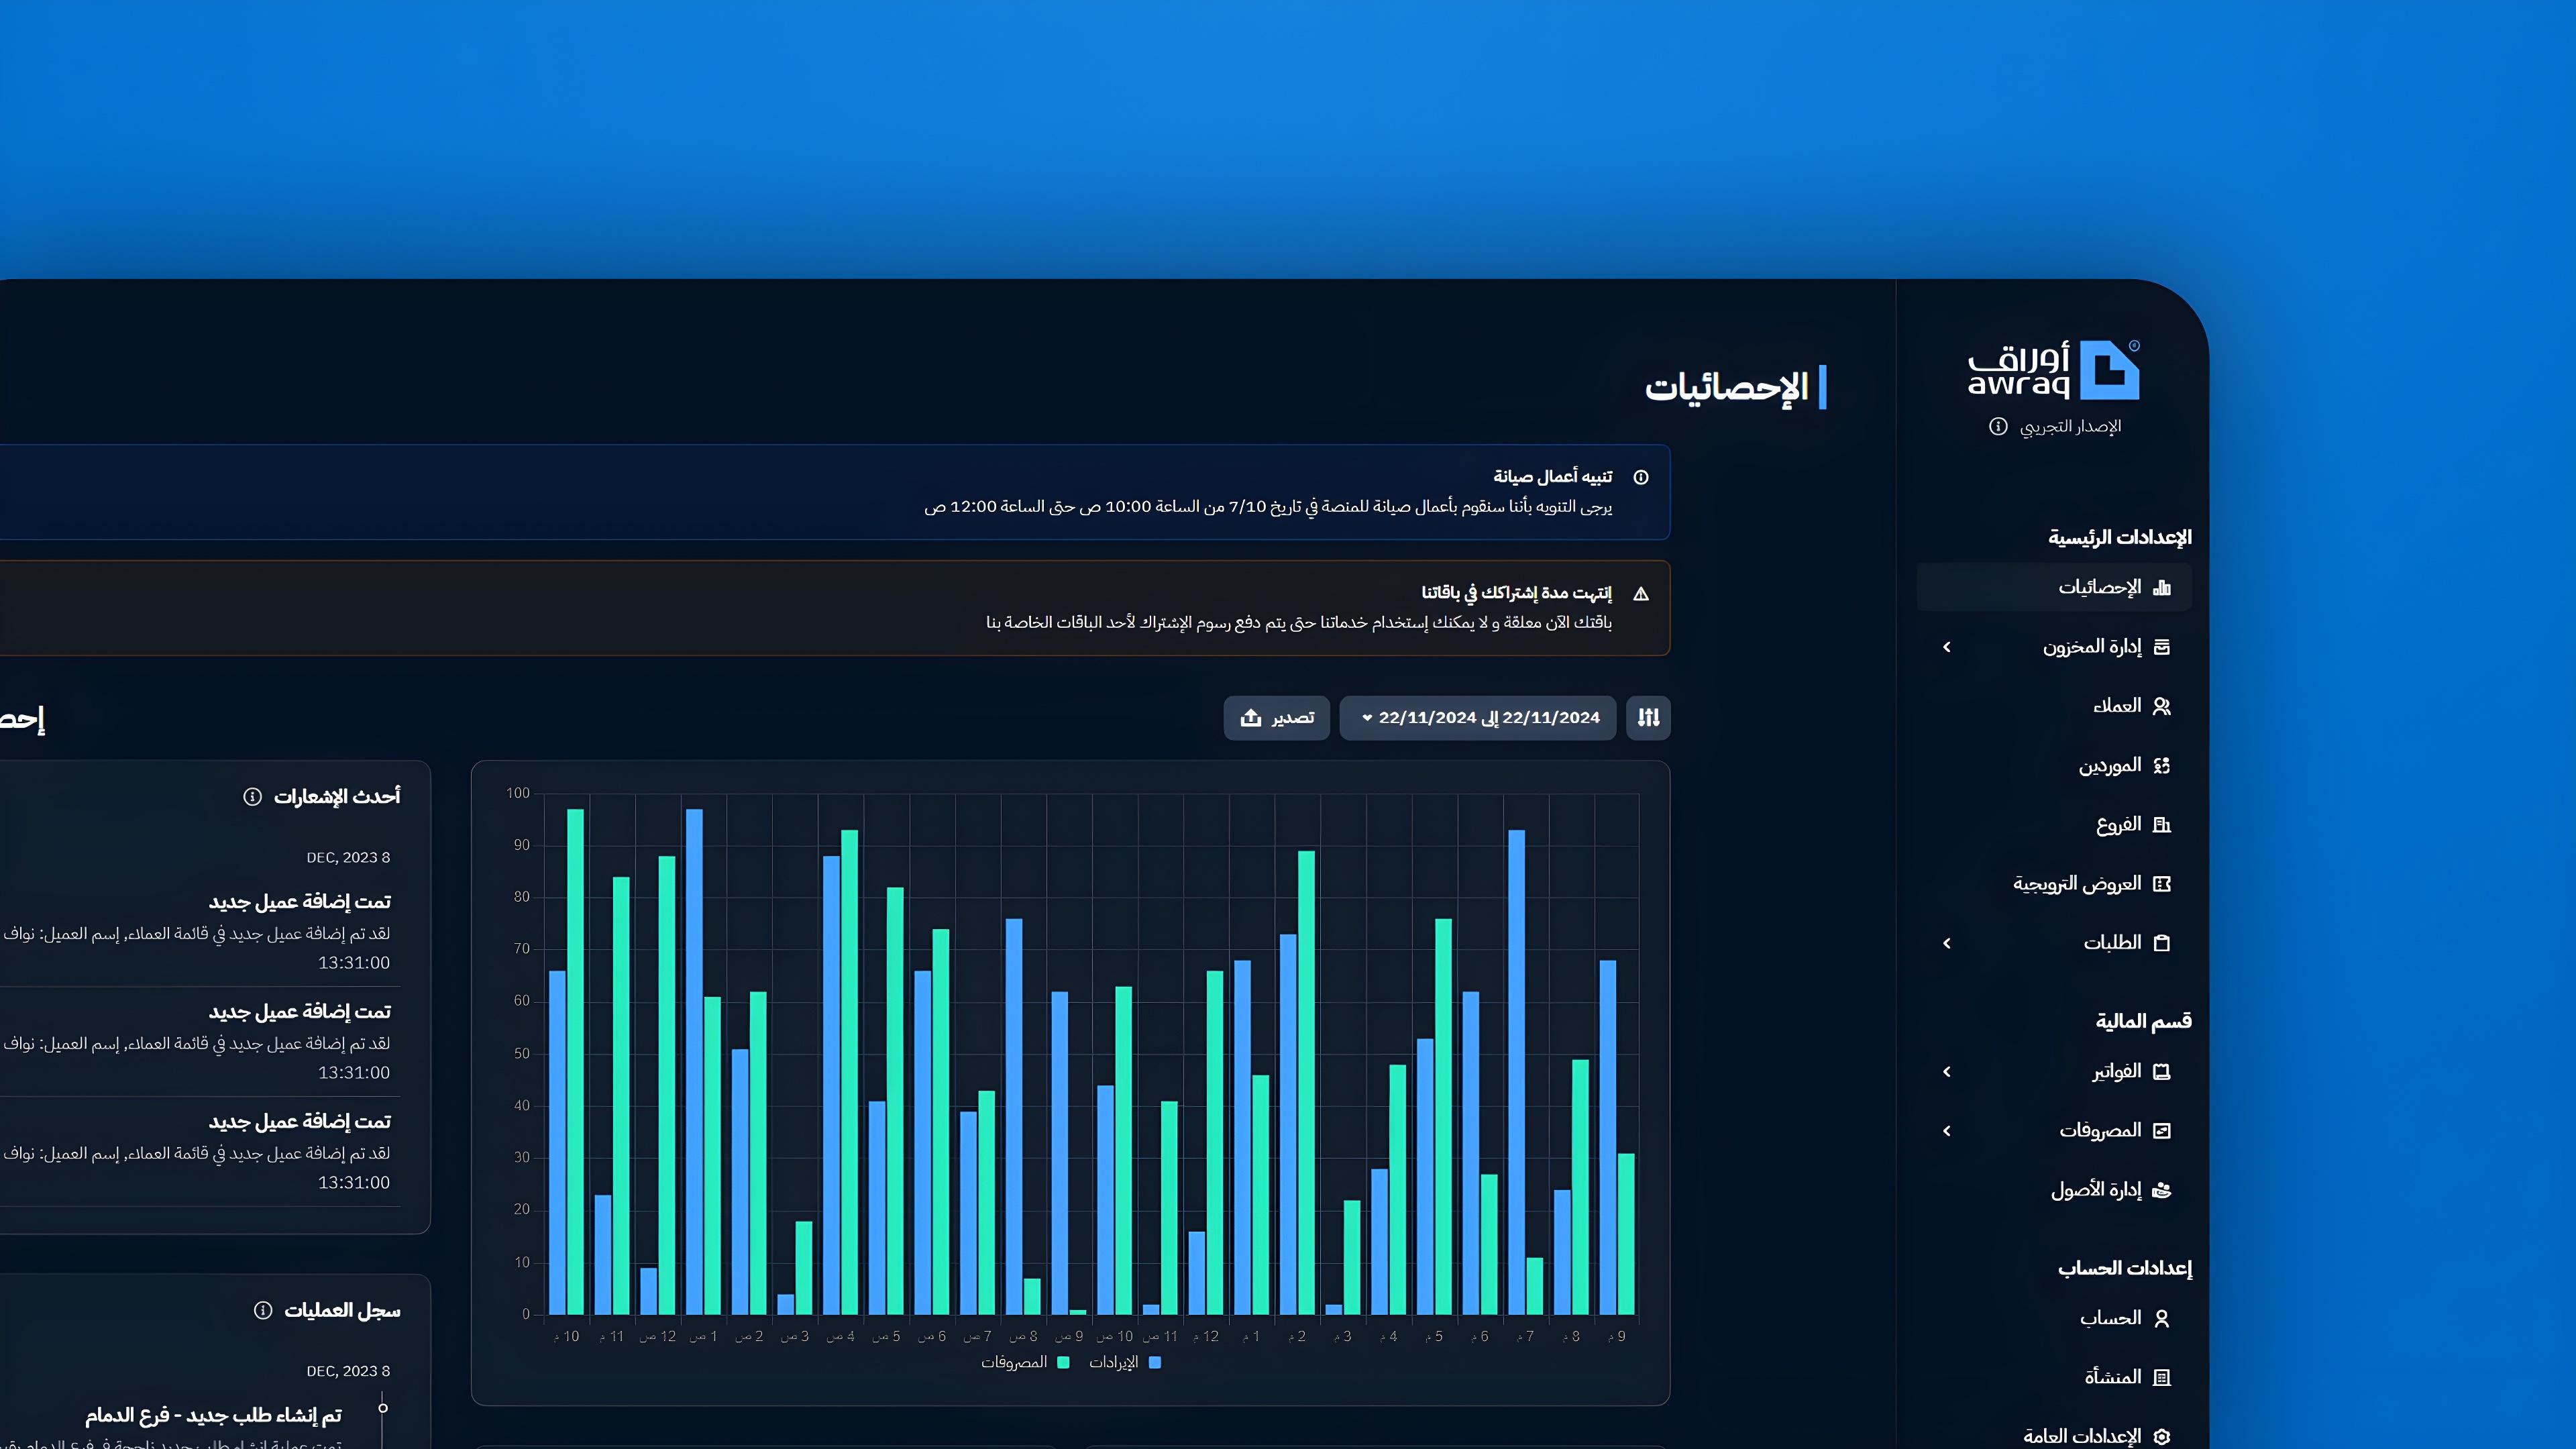 أوراق
awraq
الإصدار التجريبي
الإعدادات الرئيسية
الإحصائيات
إدارة المخزون
العملاء
الموردين
الفروع
العروض الترويجية
الطلبات
قسم المالية
الفواتير
المصروفات
إدارة الأصول
إعدادات الحساب
الحساب
المنشأة
الإعدادات العامة
الإحصائيات
تنبيه أعمال صيانة
يرجى التنويه بأننا سنقوم بأعمال صيانة للمنصة في تاريخ 7/10 من الساعة 10:00 ص حتى الساعة 12:00 ص
إنتهت مدة إشتراكك في باقاتنا
باقتك الآن معلقة و لا يمكنك إستخدام خدماتنا حتى يتم دفع رسوم الإشتراك لأحد الباقات الخاصة بنا
22/11/2024 إلى 22/11/2024
تصدير
100
90
80
70
60
50
40
30
20
10
0
10 م 11 م 12 ص 1 ص 2 ص 3 ص 4 ص 5 ص 6 ص 7 ص 8 ص 9 ص 10 ص 11 ص 12 م 1 م 2 م 3 م 4 م 5 م 6 م 7 م 8 م 9 م
الإيرادات المصروفات
أحدث الإشعارات
DEC, 2023 8
تمت إضافة عميل جديد
لقد تم إضافة عميل جديد في قائمة العملاء, إسم العميل: نواف
13:31:00
تمت إضافة عميل جديد
لقد تم إضافة عميل جديد في قائمة العملاء, إسم العميل: نواف
13:31:00
تمت إضافة عميل جديد
لقد تم إضافة عميل جديد في قائمة العملاء, إسم العميل: نواف
13:31:00
سجل العمليات
DEC, 2023 8
تم إنشاء طلب جديد - فرع الدمام